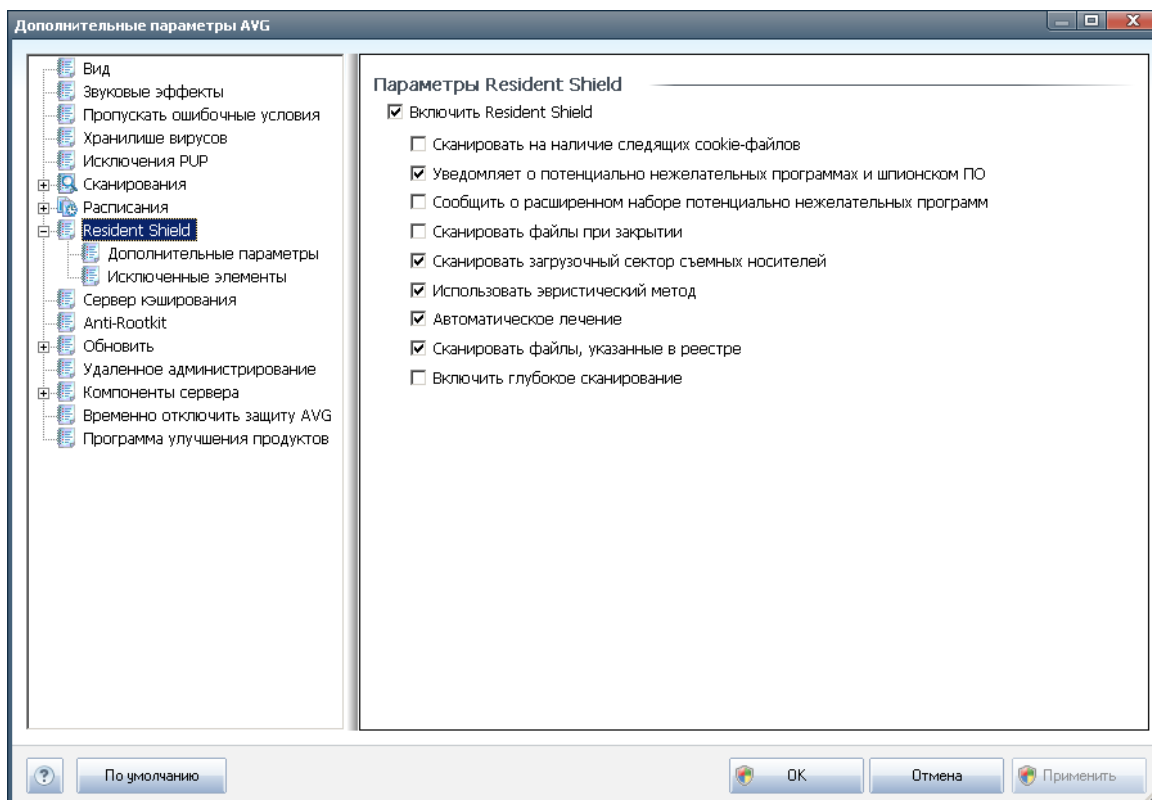 Дополнительные параметры AVG
Вид
Звуковые эффекты
Пропускать ошибочные условия
Хранилише вирусов
Исключения PUP
Сканирования
Расписания
Resident Shield
Дополнительные параметры
Исключенные элементы
Сервер кэширования
Anti-Rootkit
Обновить
Удаленное администрирование
Компоненты сервера
Временно отключить защиту AVG
Программа улучшения продуктов
Параметры Resident Shield
Включить Resident Shield
Сканировать на наличие следящих cookie-файлов
Уведомляет о потенциально нежелательных программах и шпионском ПО
Сообщить о расширенном наборе потенциально нежелательных программ
Сканировать файлы при закрытии
Сканировать загрузочный сектор съемных носителей
Использовать эвристический метод
Автоматическое лечение
Сканировать файлы, указанные в реестре
Включить глубокое сканирование
? По умолчанию OK Отмена Применить